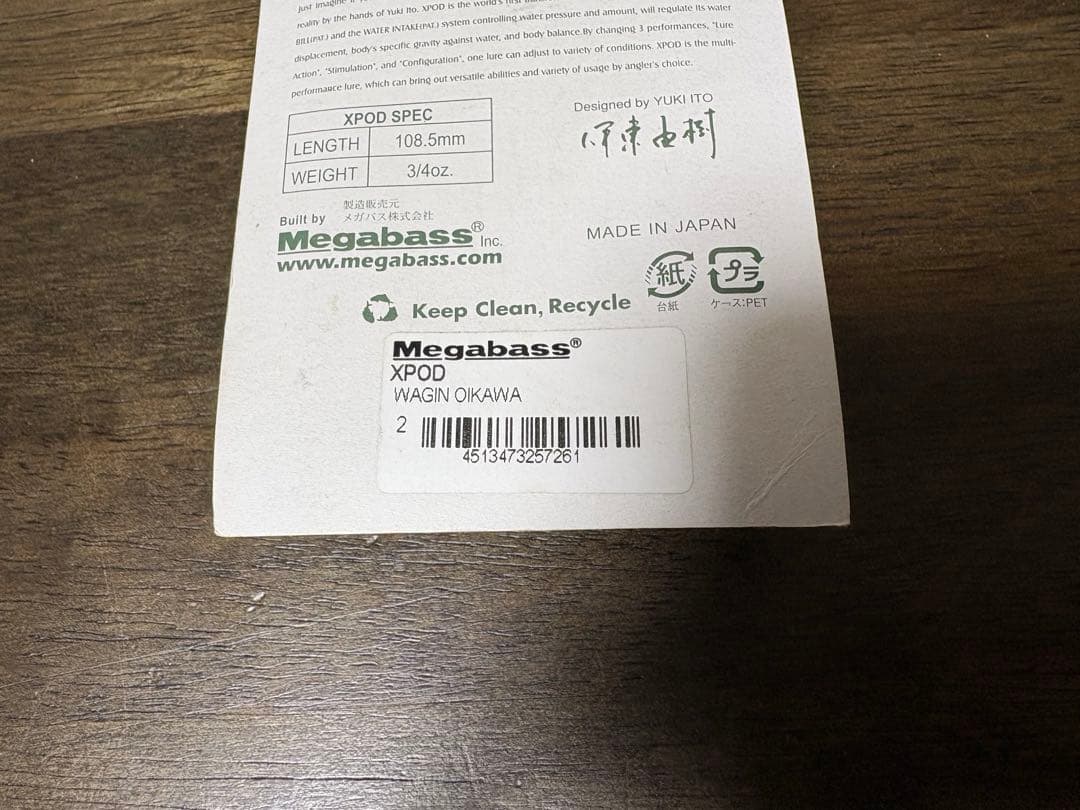 Just imagine
reality by the hands of Yuki Ito. XPOD is the world's first
BILL(PAT.) and the WATER INTAKE(PAT.) system controlling water pressure and amount, will regulate its water
displacement, body's specific gravity against water, and body balance.By changing 3 performances, "Lure
Action", "Stimulation", and "Configuration", one lure can adjust to variety of conditions. XPOD is the multi-
performance lure, which can bring out versatile abilities and variety of usage by angler's choice.
XPOD SPEC
LENGTH 108.5mm
WEIGHT 3/4oz.
Designed by YUKI ITO
伊東由樹
製造販売元
Built by メガバス株式会社
Megabass® Inc.
www.megabass.com
MADE IN JAPAN
紙 プラ
台紙 ケース:PET
Keep Clean, Recycle
Megabass®
XPOD
WAGIN OIKAWA
2
4513473257261